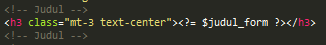 <!-- Judul -->
<h3 class="mt-3 text-center"><?= $judul_form ?></h3>
<!-- Judul -->